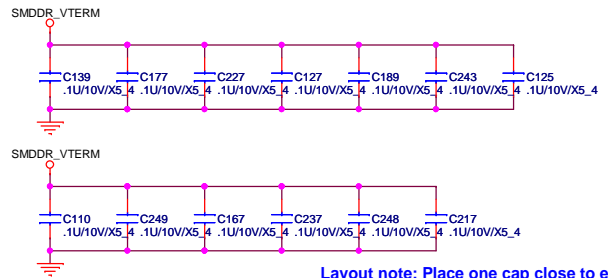 SMDDR_VTERM
C139 C177 C227 C127 C189 C243 C125
.1U/10V/X5_4 .1U/10V/X5_4 .1U/10V/X5_4 .1U/10V/X5_4 .1U/10V/X5_4 .1U/10V/X5_4 .1U/10V/X5_4
SMDDR_VTERM
C110 C249 C167 C237 C248 C217
.1U/10V/X5_4 .1U/10V/X5_4 .1U/10V/X5_4 .1U/10V/X5_4 .1U/10V/X5_4 .1U/10V/X5_4
Layout note: Place one cap close to e